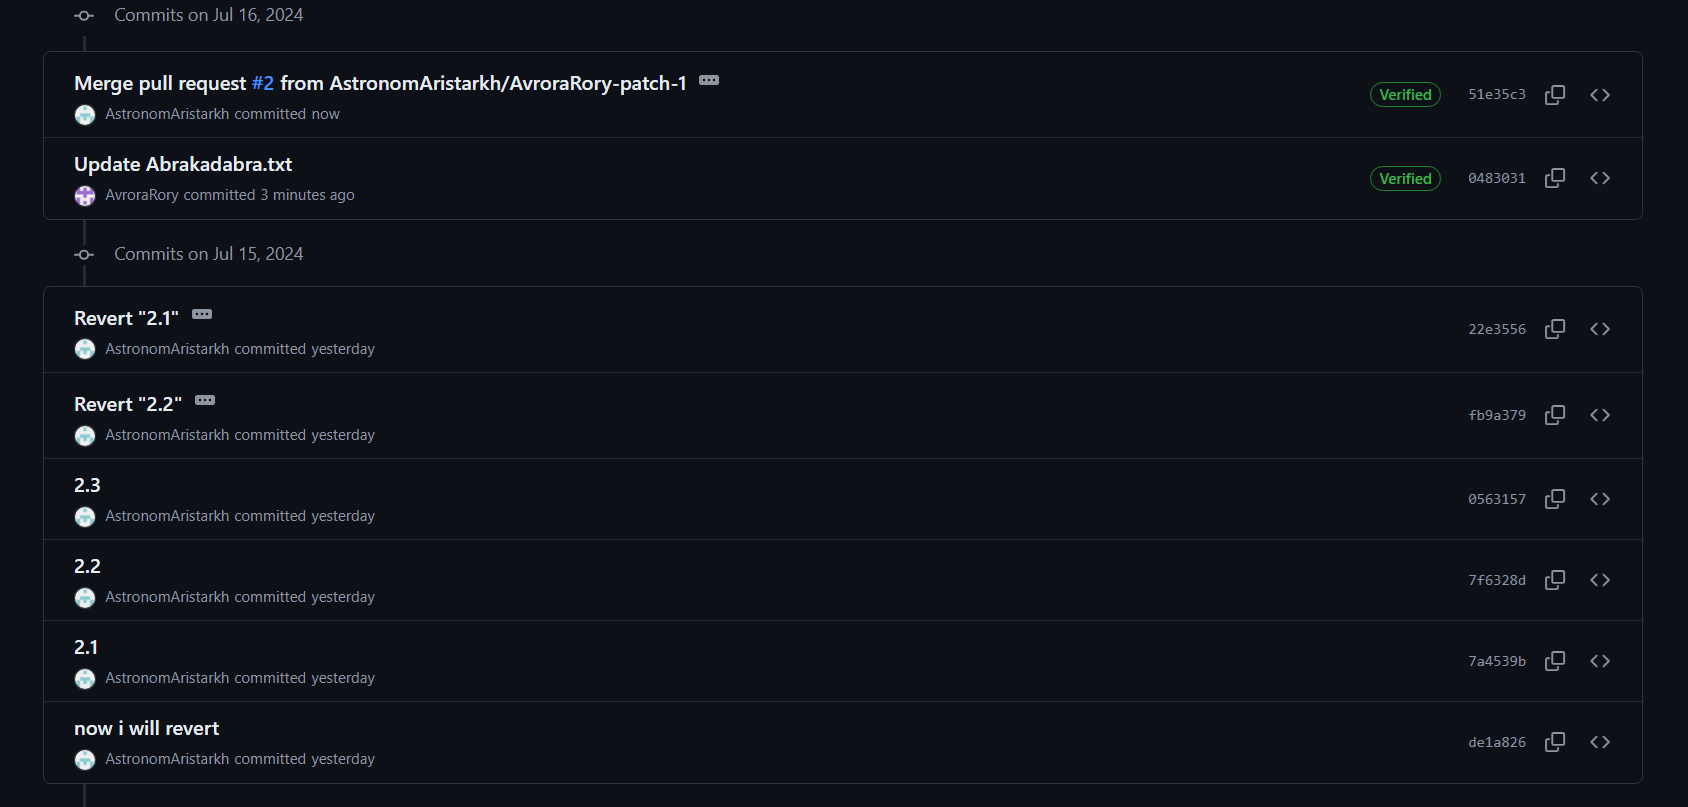 Commits on Jul 16, 2024
Merge pull request #2 from AstronomAristarkh/AvroraRory-patch-1
AstronomAristarkh committed now
Verified
51e35c3
Update Abrakadabra.txt
AvroraRory committed 3 minutes ago
Verified
0483031
Commits on Jul 15, 2024
Revert "2.1"
AstronomAristarkh committed yesterday
22e3556
Revert "2.2"
AstronomAristarkh committed yesterday
fb9a379
2.3
AstronomAristarkh committed yesterday
0563157
2.2
AstronomAristarkh committed yesterday
7f6328d
2.1
AstronomAristarkh committed yesterday
7a4539b
now i will revert
AstronomAristarkh committed yesterday
de1a826